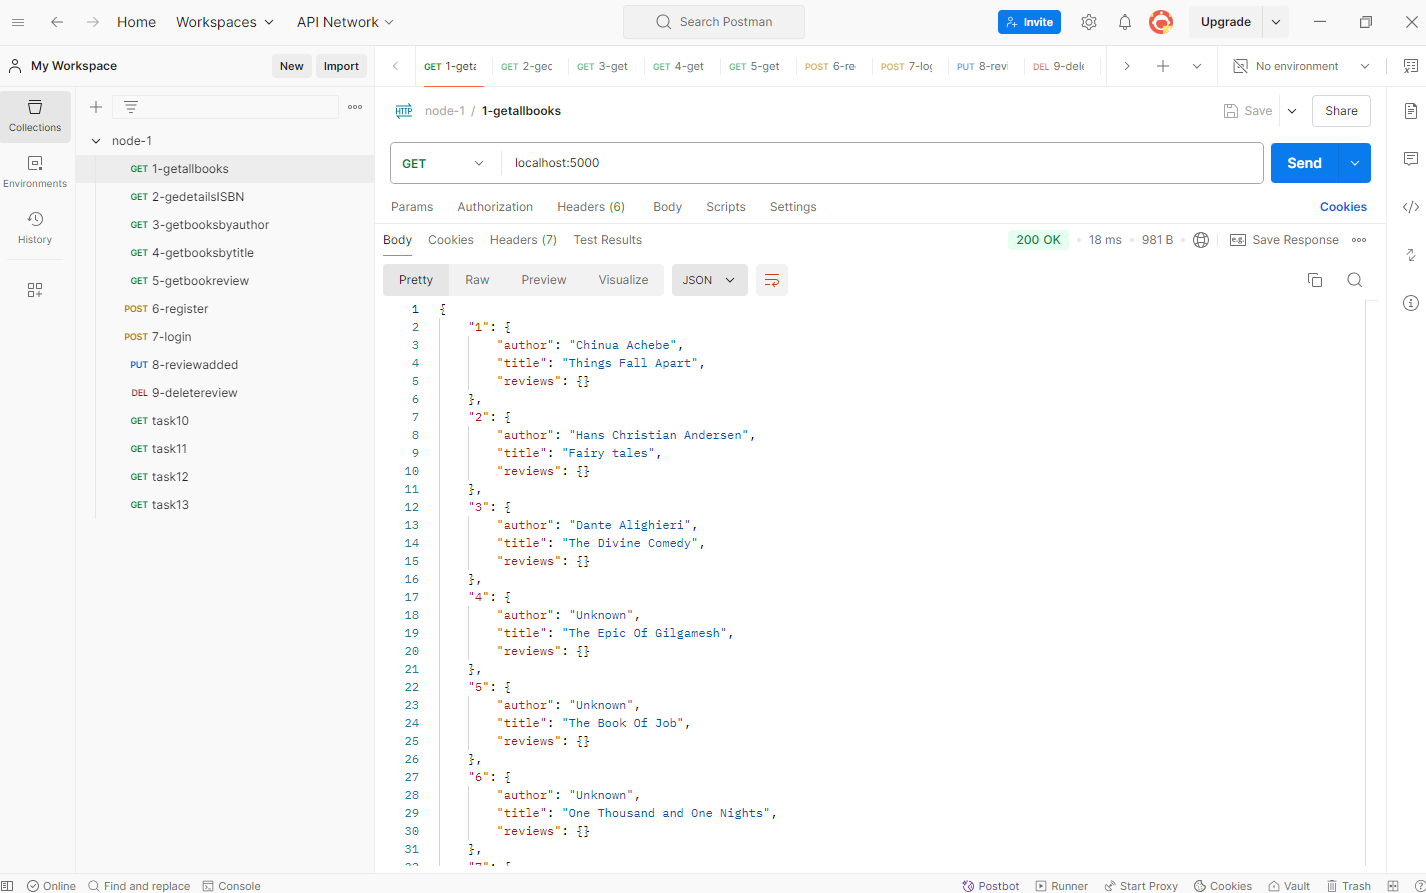 Home Workspaces API Network Search Postman Invite Upgrade
My Workspace New Import
GET 1-geta GET 2-gec GET 3-get GET 4-get GET 5-get POST 6-re POST 7-log PUT 8-revi DEL 9-dele No environment
Collections
Environments
History
node-1
GET 1-getallbooks
GET 2-gedetailsISBN
GET 3-getbooksbyauthor
GET 4-getbooksbytitle
GET 5-getbookreview
POST 6-register
POST 7-login
PUT 8-reviewadded
DEL 9-deletereview
GET task10
GET task11
GET task12
GET task13
HTTP node-1 / 1-getallbooks Save Share
GET localhost:5000 Send
Params Authorization Headers (6) Body Scripts Settings Cookies
Body Cookies Headers (7) Test Results 200 OK • 18 ms • 981 B • e.g. Save Response
Pretty Raw Preview Visualize JSON
1 {
2 "1": {
3 "author": "Chinua Achebe",
4 "title": "Things Fall Apart",
5 "reviews": {}
6 },
7 "2": {
8 "author": "Hans Christian Andersen",
9 "title": "Fairy tales",
10 "reviews": {}
11 },
12 "3": {
13 "author": "Dante Alighieri",
14 "title": "The Divine Comedy",
15 "reviews": {}
16 },
17 "4": {
18 "author": "Unknown",
19 "title": "The Epic Of Gilgamesh",
20 "reviews": {}
21 },
22 "5": {
23 "author": "Unknown",
24 "title": "The Book Of Job",
25 "reviews": {}
26 },
27 "6": {
28 "author": "Unknown",
29 "title": "One Thousand and One Nights",
30 "reviews": {}
31 },
Online Find and replace Console Postbot Runner Start Proxy Cookies Vault Trash